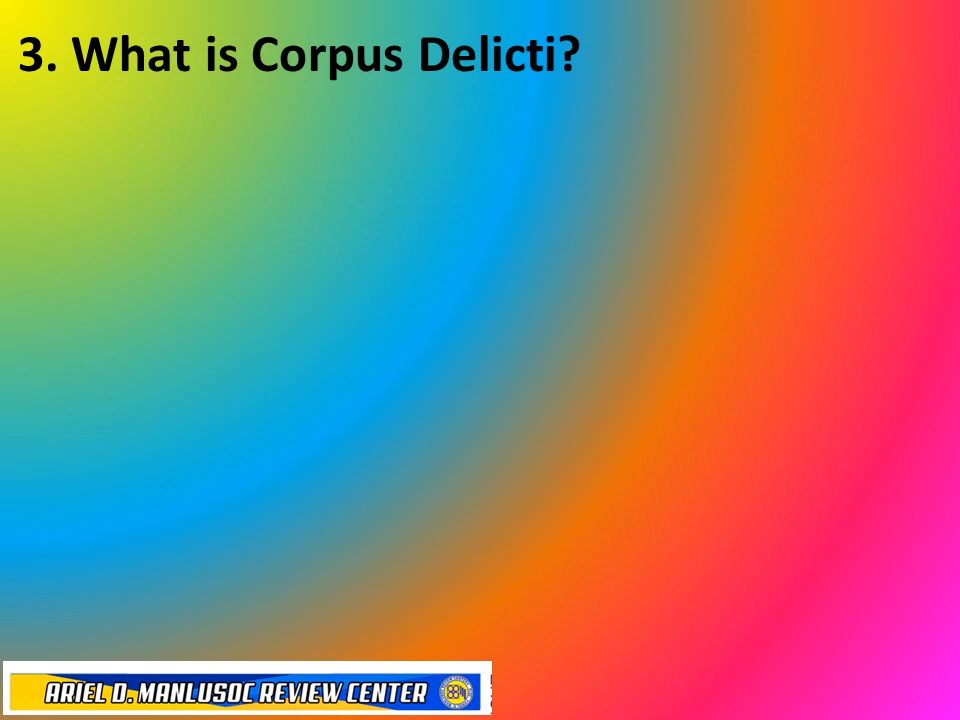 3. What is Corpus Delicti?
ARIEL D. MANLUSOC REVIEW CENTER